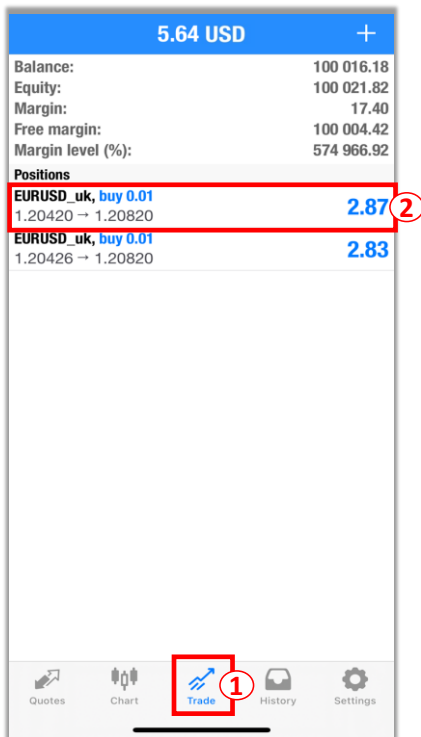 5.64 USD +
Balance: 100 016.18
Equity: 100 021.82
Margin: 17.40
Free margin: 100 004.42
Margin level (%): 574 966.92
Positions
EURUSD_uk, buy 0.01
1.20420 → 1.20820 2.87 ②
EURUSD_uk, buy 0.01
1.20426 → 1.20820 2.83
①
Quotes Chart Trade History Settings